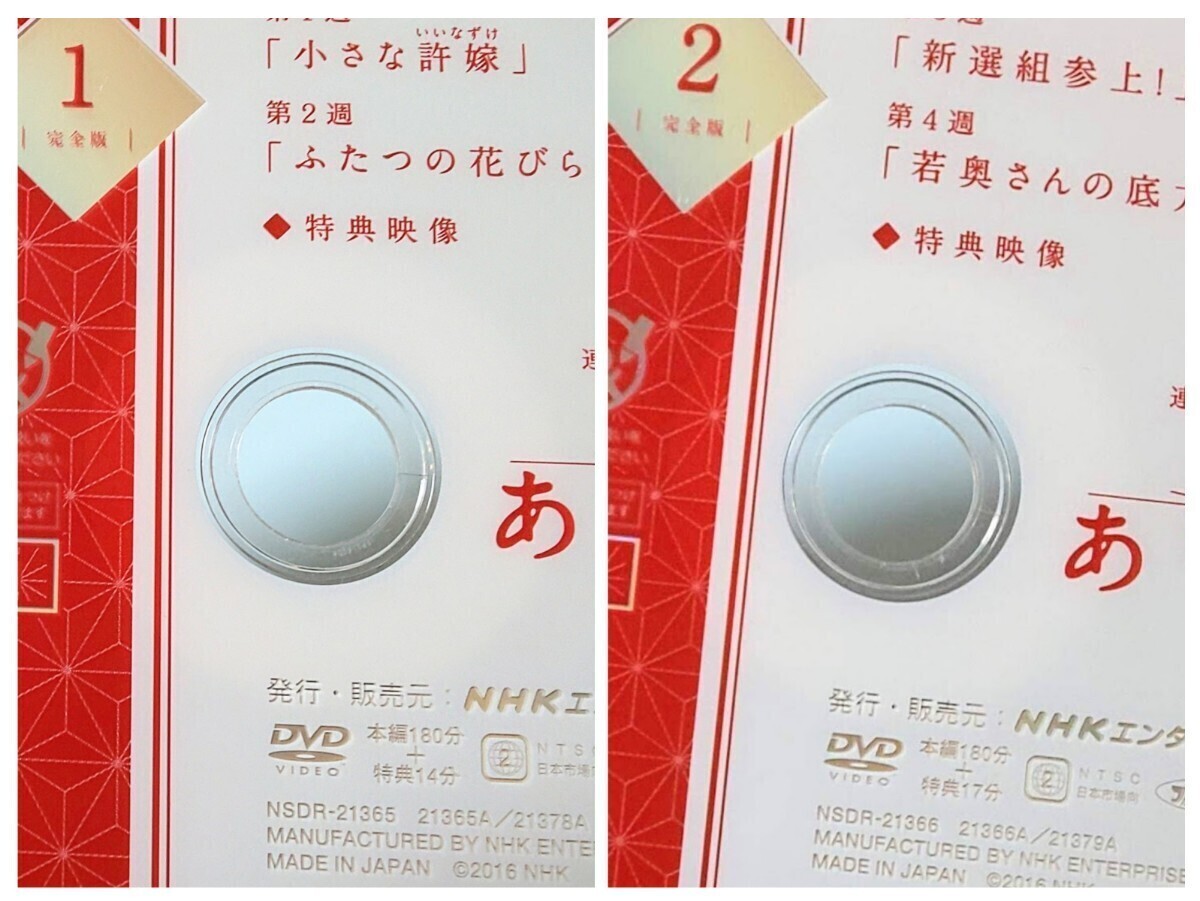 1
完全版
いいなずけ
「小さな許嫁」
第2週
「ふたつの花びら
◆特典映像
連
あ
発行・販売元：NHKエン
DVD
VIDEO
本編180分
+
特典14分
2
NTSC
日本市場向
NSDR-21365 21365A/21378A
MANUFACTURED BY NHK ENTE
MADE IN JAPAN ©2016 NHK
2
完全版
「新選組参上!」
第4週
「若奥さんの底力
◆特典映像
連
あ
発行・販売元：NHKエンタ
DVD
VIDEO
本編180分
+
特典17分
2
NTSC
日本市場向
NSDR-21366 21366A/21379A
MANUFACTURED BY NHK ENTERPRISE
MADE IN JAPAN ©2016 NHK